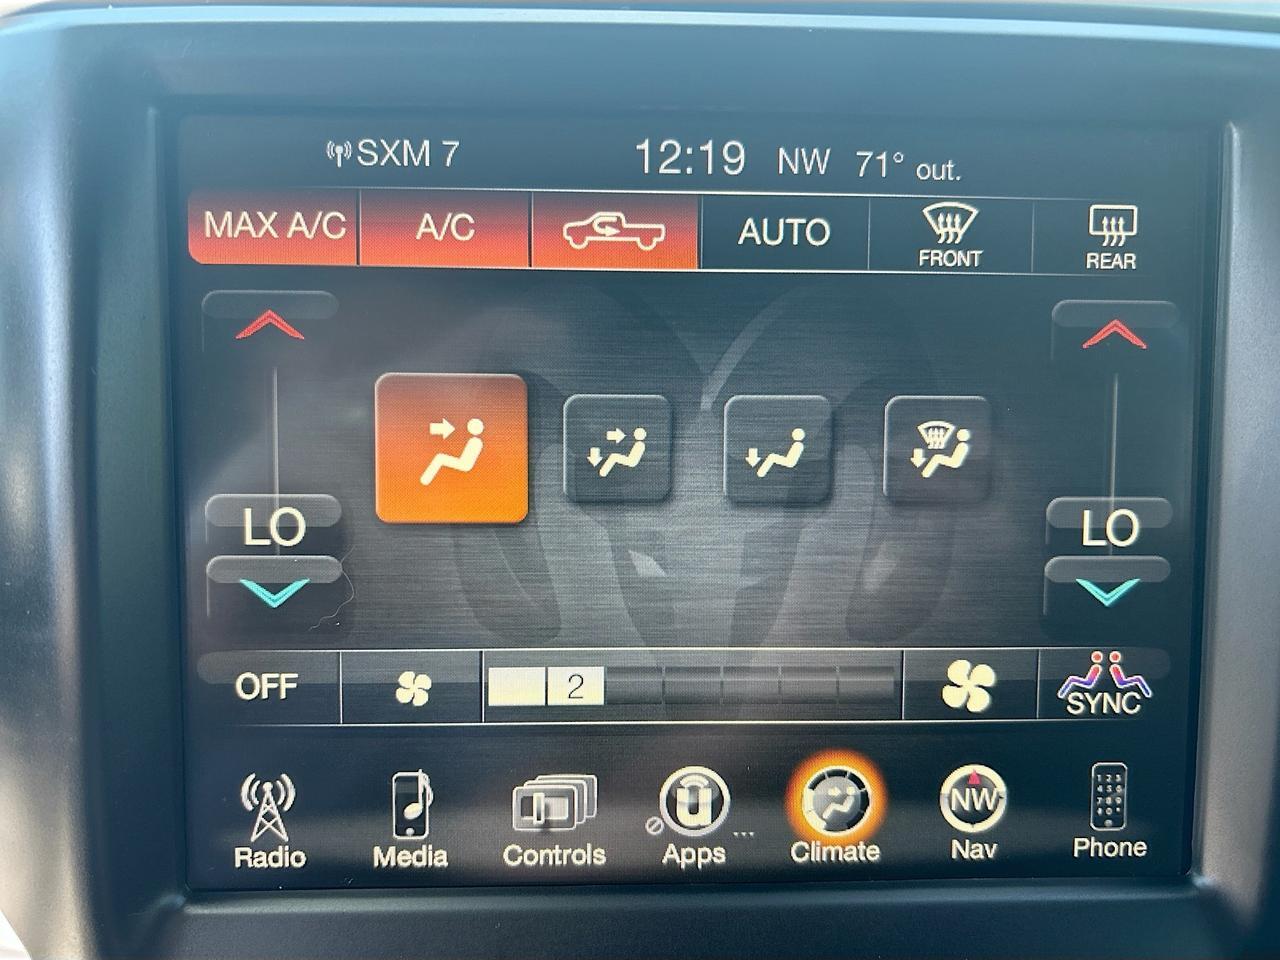 SXM 7 12:19 NW 71° out.
MAX A/C A/C AUTO FRONT REAR
LO LO
OFF 2 SYNC
NW
Radio Media Controls Apps Climate Nav Phone